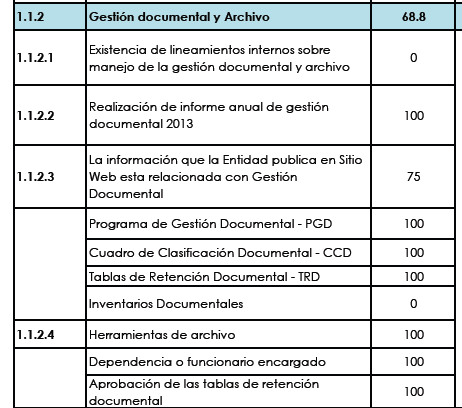 1.1.2 Gestión documental y Archivo 68.8
Existencia de lineamientos internos sobre
1.1.2.1 manejo de la gestión documental y archivo 0
Realización de informe anual de gestión
1.1.2.2 documental 2013 100
La información que la Entidad publica en Sitio
1.1.2.3 Web esta relacionada con Gestión 75
Documental
Programa de Gestión Documental - PGD 100
Cuadro de Clasificación Documental - CCD 100
Tablas de Retención Documental - TRD 100
Inventarios Documentales 0
1.1.2.4 Herramientas de archivo 100
Dependencia o funcionario encargado 100
Aprobación de las tablas de retención
documental 100